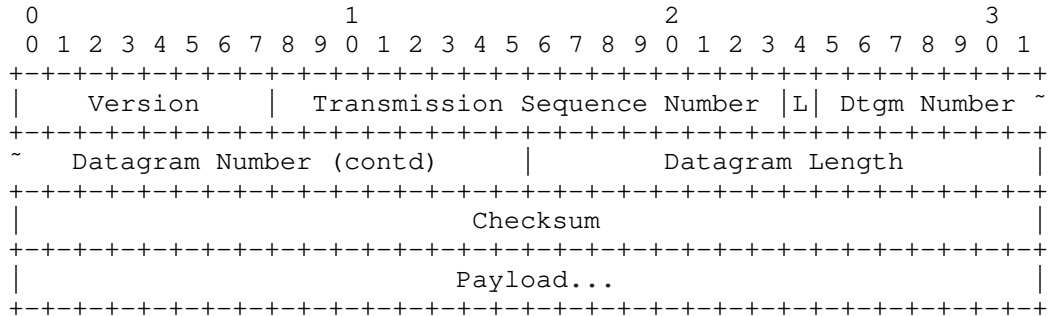 0                   1                   2                   3
 0 1 2 3 4 5 6 7 8 9 0 1 2 3 4 5 6 7 8 9 0 1 2 3 4 5 6 7 8 9 0 1
+-+-+-+-+-+-+-+-+-+-+-+-+-+-+-+-+-+-+-+-+-+-+-+-+-+-+-+-+-+-+-+-+
|    Version    |  Transmission Sequence Number |L| Dtgm Number ~
+-+-+-+-+-+-+-+-+-+-+-+-+-+-+-+-+-+-+-+-+-+-+-+-+-+-+-+-+-+-+-+-+
~   Datagram Number (contd)     |        Datagram Length        |
+-+-+-+-+-+-+-+-+-+-+-+-+-+-+-+-+-+-+-+-+-+-+-+-+-+-+-+-+-+-+-+-+
|                            Checksum                           |
+-+-+-+-+-+-+-+-+-+-+-+-+-+-+-+-+-+-+-+-+-+-+-+-+-+-+-+-+-+-+-+-+
|                           Payload...                          |
+-+-+-+-+-+-+-+-+-+-+-+-+-+-+-+-+-+-+-+-+-+-+-+-+-+-+-+-+-+-+-+-+